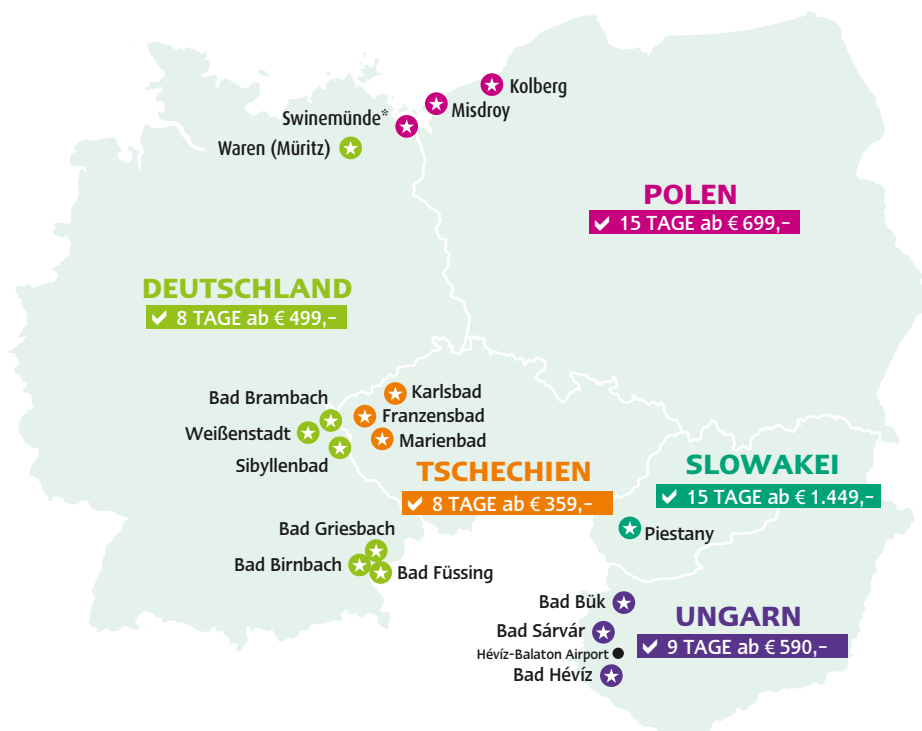 Kolberg
Misdroy
Swinemünde*
Waren (Müritz)
POLEN
15 TAGE ab € 699,–
DEUTSCHLAND
8 TAGE ab € 499,–
Bad Brambach
Weißenstadt
Sibyllenbad
Karlsbad
Franzensbad
Marienbad
TSCHECHIEN
8 TAGE ab € 359,–
SLOWAKEI
15 TAGE ab € 1.449,–
Piestany
Bad Griesbach
Bad Birnbach
Bad Füssing
Bad Bük
Bad Sárvár
Hévíz-Balaton Airport
Bad Hévíz
UNGARN
9 TAGE ab € 590,–